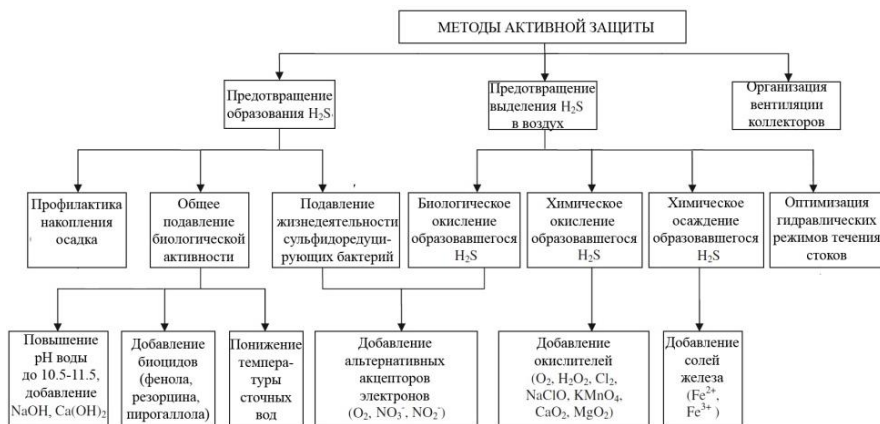 МЕТОДЫ АКТИВНОЙ ЗАЩИТЫ
Предотвращение
образования H₂S
Предотвращение
выделения H₂S
в воздух
Организация
вентиляции
коллекторов
Профилактика
накопления
осадка
Общее
подавление
биологической
активности
Подавление
жизнедеятельности
сульфидоредуци-
рующих бактерий
Биологическое
окисление
образовавшегося
H₂S
Химическое
окисление
образовавшегося
H₂S
Химическое
осаждение
образовавшегося
H₂S
Оптимизация
гидравлических
режимов течения
стоков
Повышение
pH воды
до 10.5-11.5,
добавление
NaOH, Ca(OH)₂
Добавление
биоцидов
(фенола,
резорцина,
пирогаллола)
Понижение
темпера-
туры
сточных
вод
Добавление
альтернативных
акцепторов
электронов
(O₂, NO₃⁻, NO₂⁻)
Добавление
окислителей
(O₂, H₂O₂, Cl₂,
NaClO, KMnO₄,
CaO₂, MgO₂)
Добавление
солей
железа
(Fe²⁺,
Fe³⁺ )